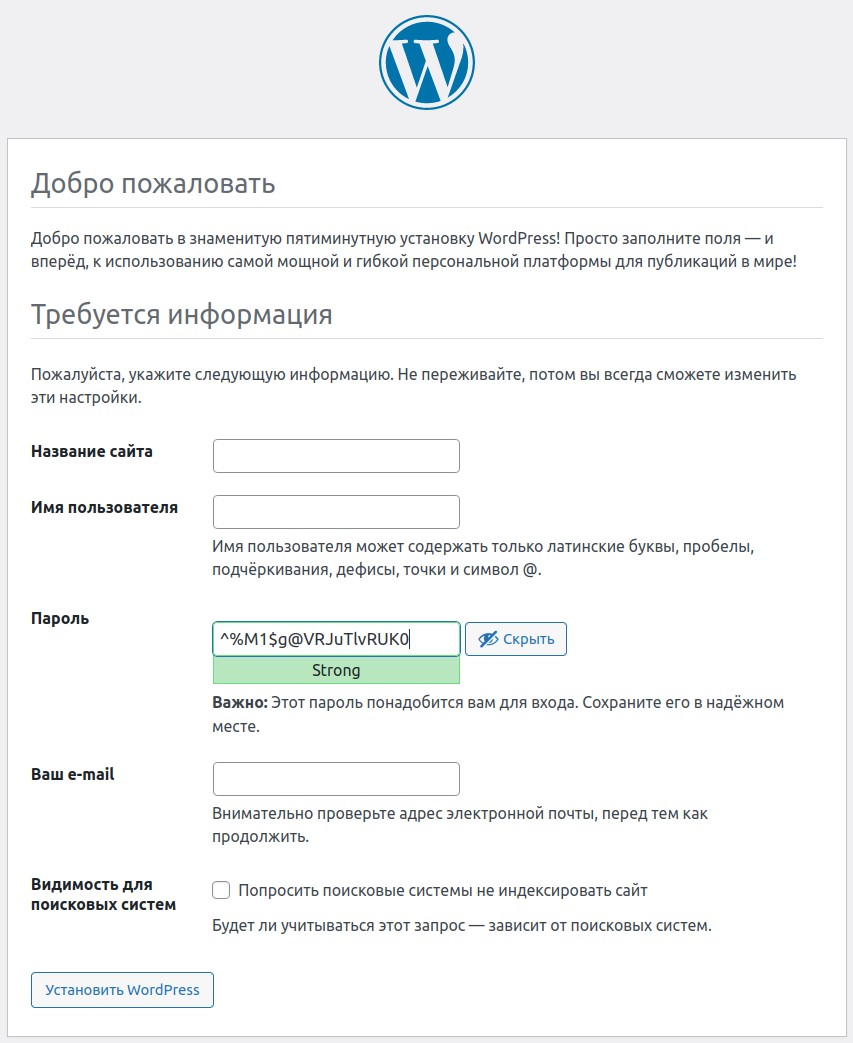 Добро пожаловать
Добро пожаловать в знаменитую пятиминутную установку WordPress! Просто заполните поля — и
вперёд, к использованию самой мощной и гибкой персональной платформы для публикаций в мире!
Требуется информация
Пожалуйста, укажите следующую информацию. Не переживайте, потом вы всегда сможете изменить
эти настройки.
Название сайта
Имя пользователя
Имя пользователя может содержать только латинские буквы, пробелы,
подчёркивания, дефисы, точки и символ @.
Пароль
^%M1$g@VRJuTlvRUK0
Скрыть
Strong
Важно: Этот пароль понадобится вам для входа. Сохраните его в надёжном
месте.
Ваш e-mail
Внимательно проверьте адрес электронной почты, перед тем как
продолжить.
Видимость для
поисковых систем
Попросить поисковые системы не индексировать сайт
Будет ли учитываться этот запрос — зависит от поисковых систем.
Установить WordPress